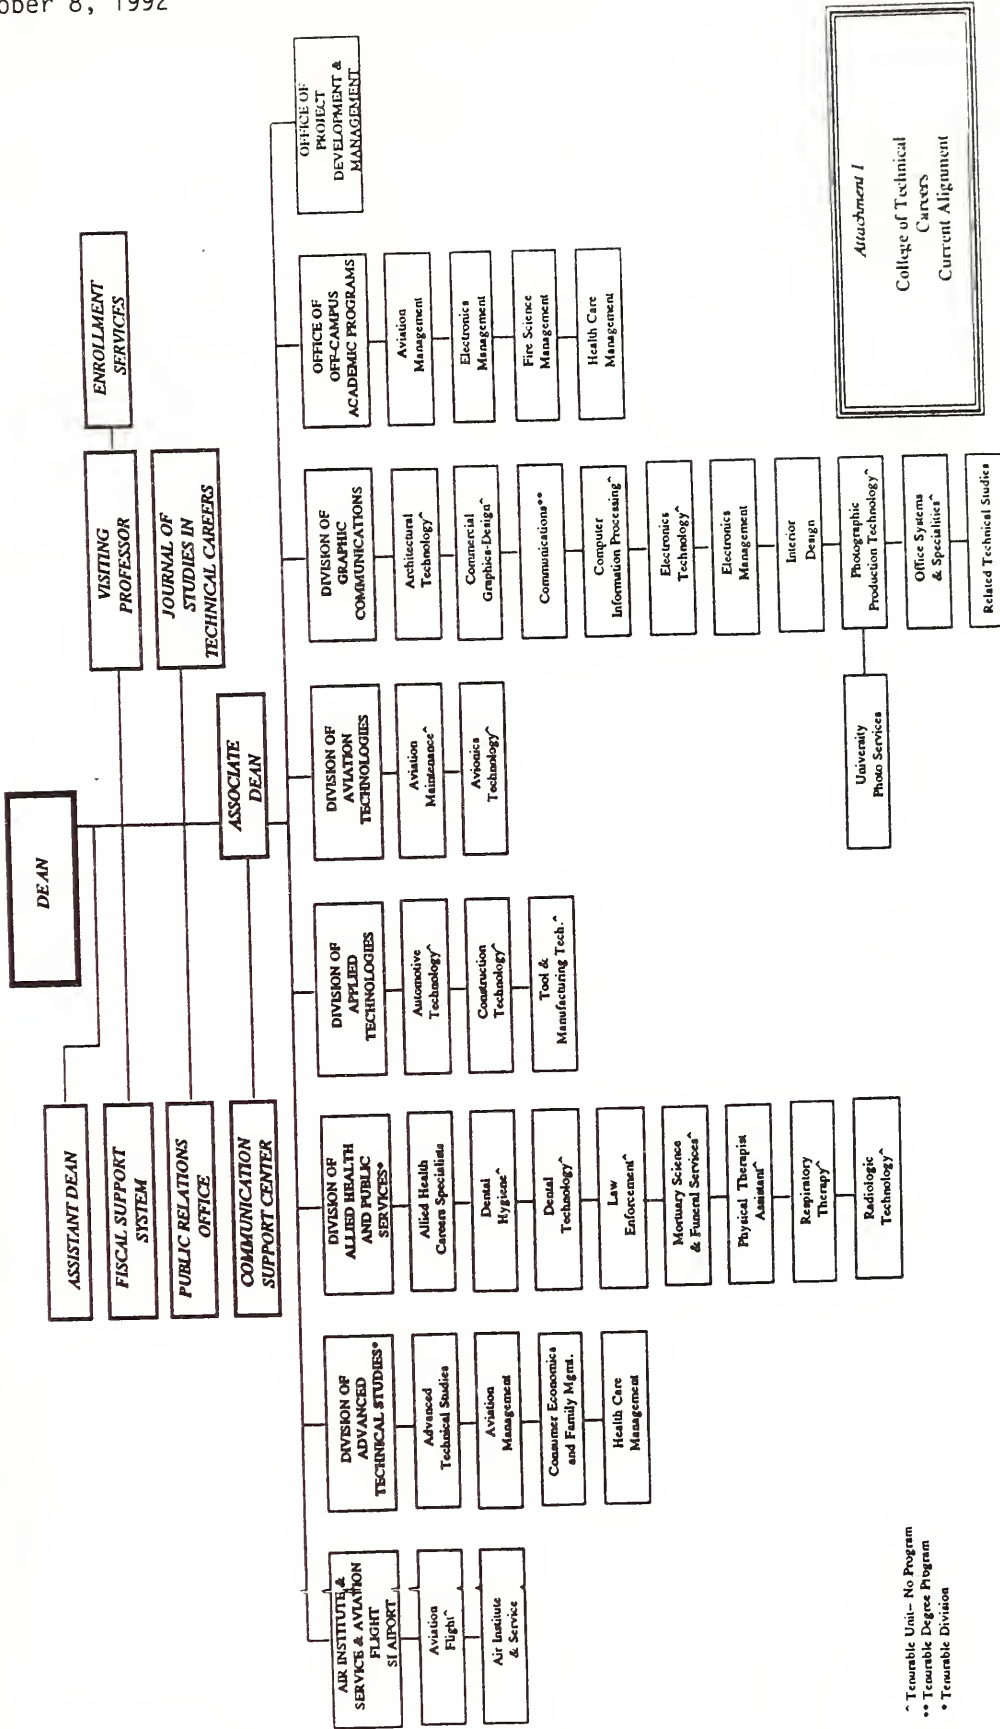 ober 8, 1992
DEAN
ASSISTANT DEAN
FISCAL SUPPORT
SYSTEM
PUBLIC RELATIONS
OFFICE
COMMUNICATION
SUPPORT CENTER
ASSOCIATE
DEAN
VISITING
PROFESSOR
ENROLLMENT
SERVICES
JOURNAL OF
STUDIES IN
TECHNICAL CAREERS
AIR INSTITUTE &
SERVICE & AVIATION
FLIGHT
SI AIPORT
Aviation
Flight^
Air Institute
& Service
DIVISION OF
ADVANCED
TECHNICAL STUDIES*
Advanced
Technical Studies
Aviation
Management
Consumer Economics
and Family Mgmt.
Health Care
Management
DIVISION OF
ALLIED HEALTH
AND PUBLIC
SERVICES*
Allied Health
Careers Specialists
Dental
Hygiene^
Dental
Technology^
Law
Enforcement^
Mortuary Science
& Funeral Services^
Physical Therapist
Assistant^
Respiratory
Therapy^
Radiologic
Technology^
DIVISION OF
APPLIED
TECHNOLOGIES
Automotive
Technology^
Construction
Technology^
Tool &
Manufacturing Tech.^
DIVISION OF
AVIATION
TECHNOLOGIES
Aviation
Maintenance^
Avionics
Technology^
DIVISION OF
GRAPHIC
COMMUNICATIONS
Architectural
Technology^
Commercial
Graphics-Design^
Communications**
Computer
Information Processing^
Electronics
Technology^
Electronics
Management
Interior
Design
Photographic
Production Technology^
University
Photo Services
Office Systems
& Specialities^
Related Technical Studies
OFFICE OF
OFF-CAMPUS
ACADEMIC PROGRAMS
Aviation
Management
Electronics
Management
Fire Science
Management
Health Care
Management
OFFICE OF
PROJECT
DEVELOPMENT &
MANAGEMENT
^ Tenurable Unit– No Program
** Tenurable Degree Program
* Tenurable Division
Attachment I
College of Technical
Careers
Current Alignment